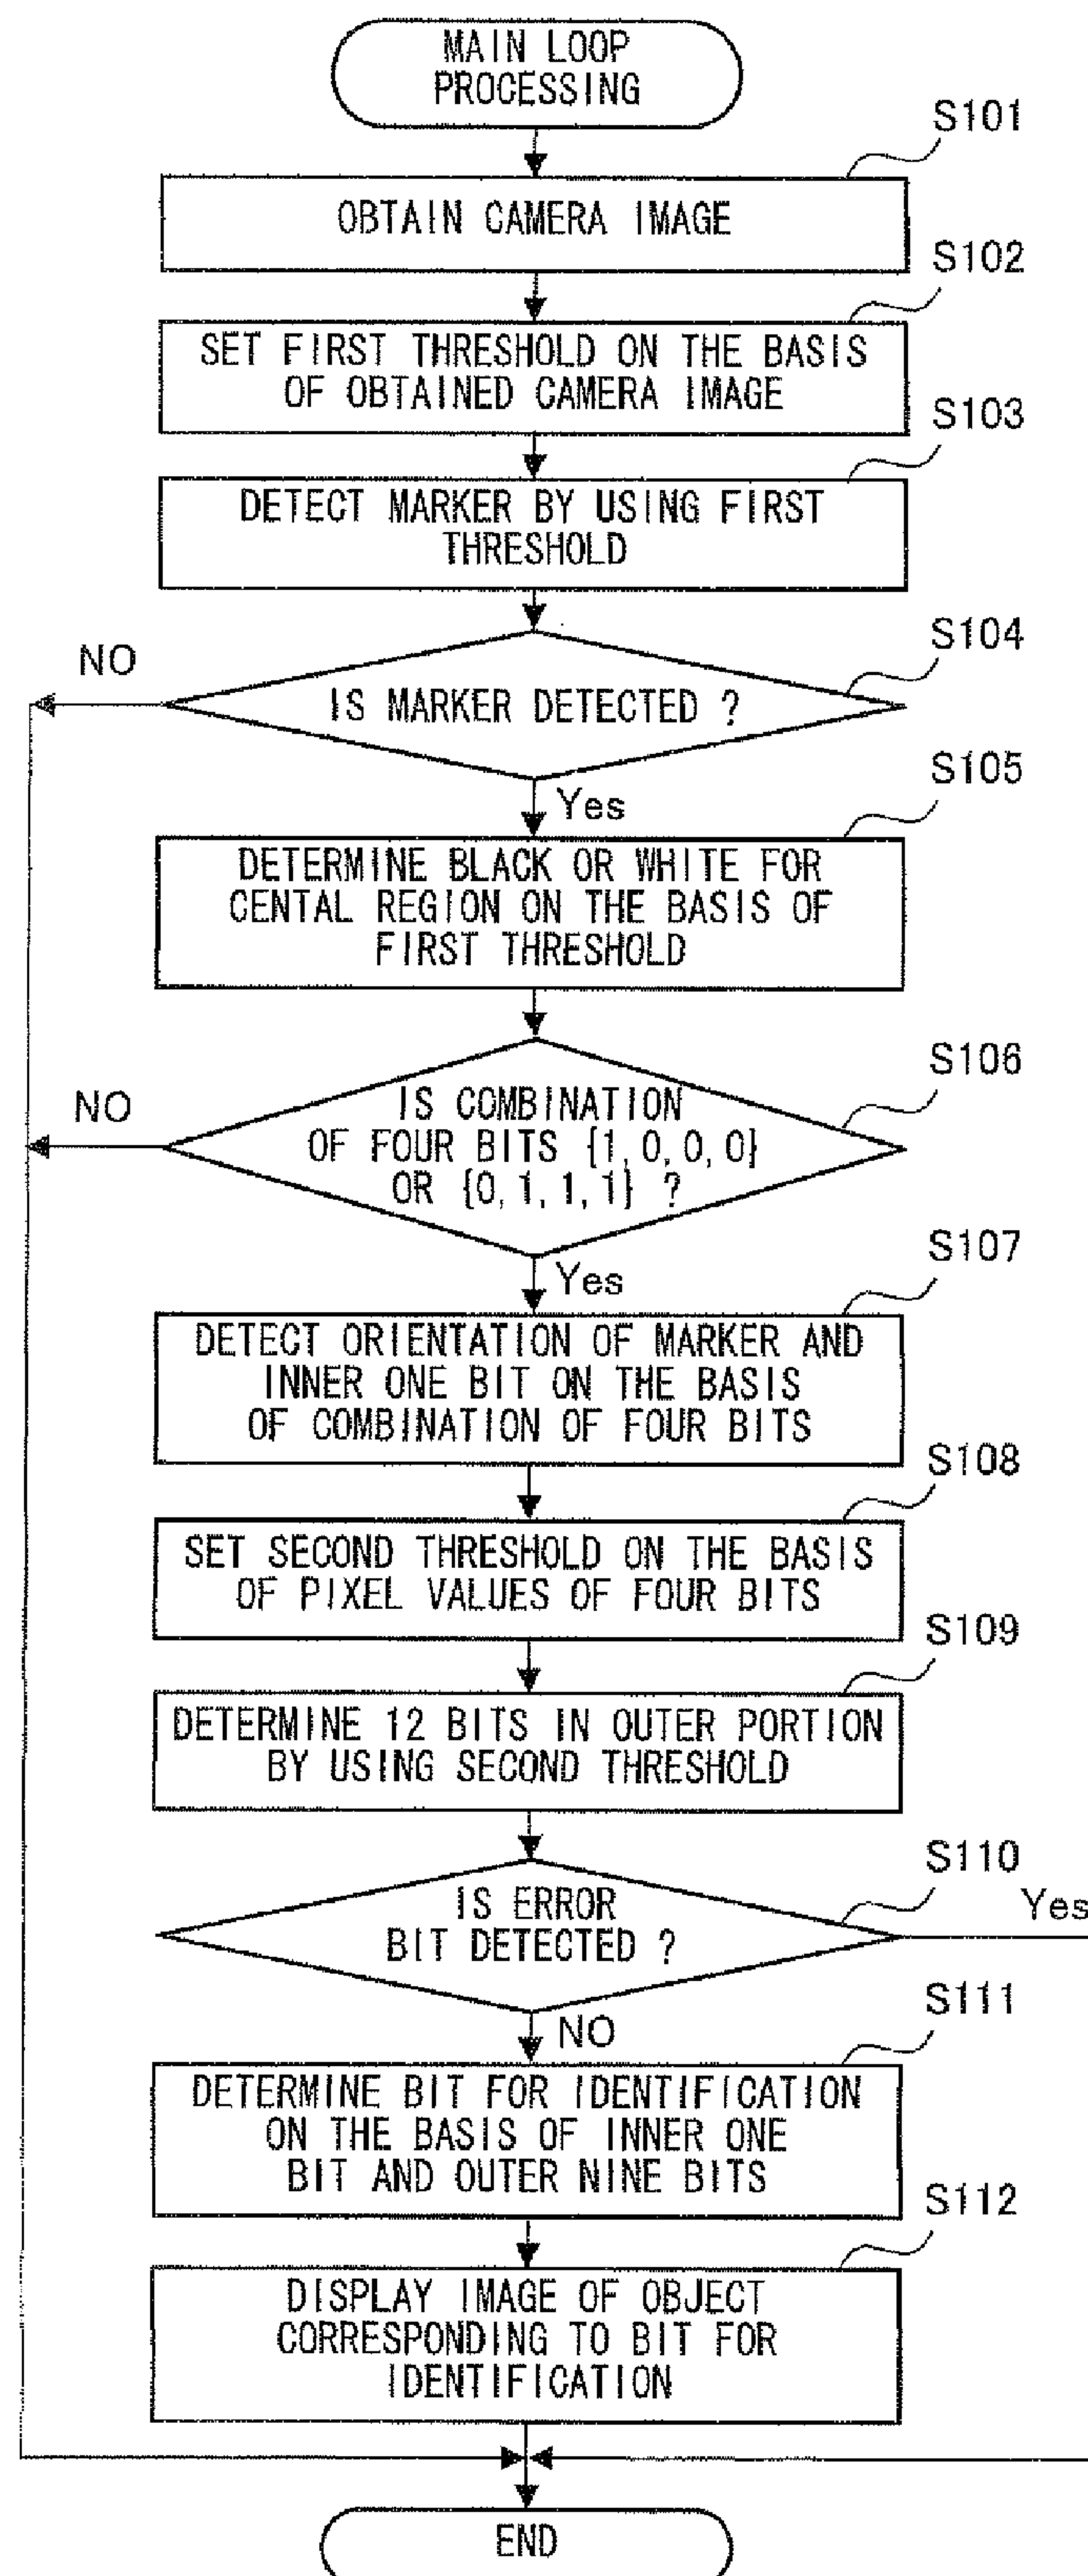 MAIN LOOP
PROCESSING
S101
OBTAIN CAMERA IMAGE
S102
SET FIRST THRESHOLD ON THE BASIS
OF OBTAINED CAMERA IMAGE
S103
DETECT MARKER BY USING FIRST
THRESHOLD
S104
NO
IS MARKER DETECTED ?
Yes
S105
DETERMINE BLACK OR WHITE FOR
CENTAL REGION ON THE BASIS OF
FIRST THRESHOLD
S106
NO
IS COMBINATION
OF FOUR BITS {1, 0, 0, 0}
OR {0, 1, 1, 1} ?
Yes
S107
DETECT ORIENTATION OF MARKER AND
INNER ONE BIT ON THE BASIS
OF COMBINATION OF FOUR BITS
S108
SET SECOND THRESHOLD ON THE BASIS
OF PIXEL VALUES OF FOUR BITS
S109
DETERMINE 12 BITS IN OUTER PORTION
BY USING SECOND THRESHOLD
S110
Yes
IS ERROR
BIT DETECTED ?
NO
S111
DETERMINE BIT FOR IDENTIFICATION
ON THE BASIS OF INNER ONE
BIT AND OUTER NINE BITS
S112
DISPLAY IMAGE OF OBJECT
CORRESPONDING TO BIT FOR
IDENTIFICATION
END